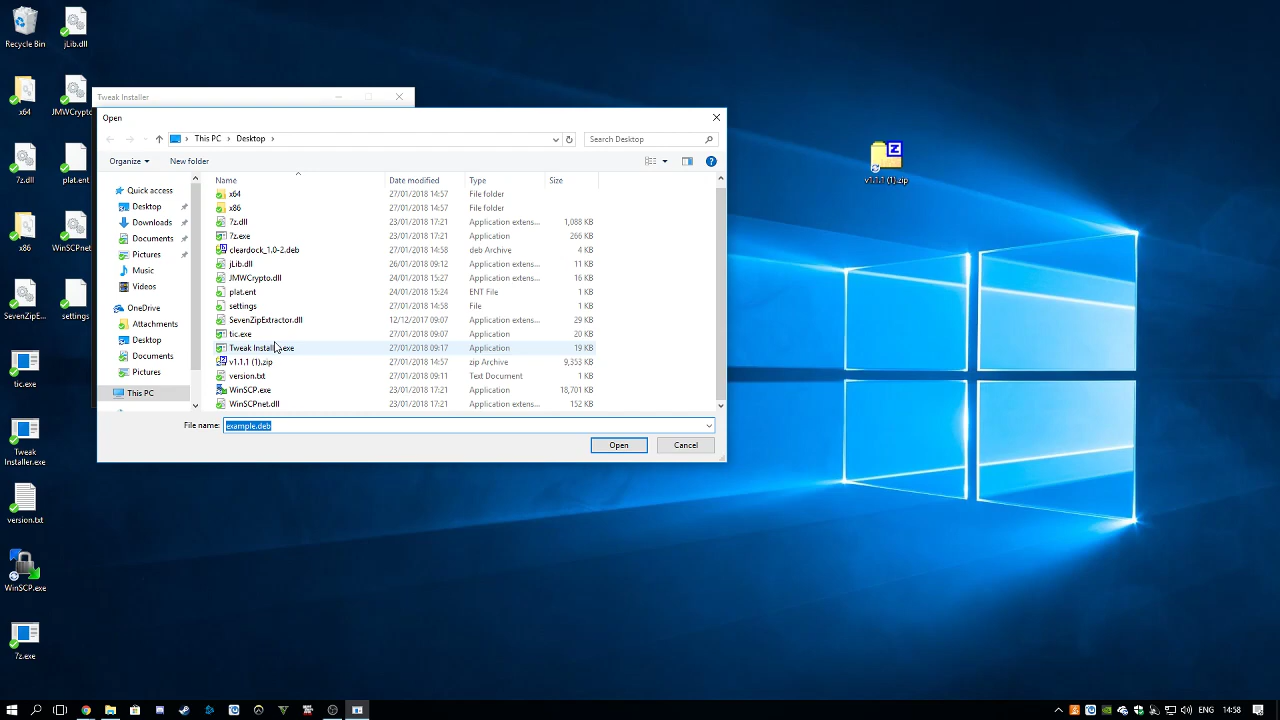 Recycle Bin
jLib.dll
x64
JMWCrypto
7z.dll
plat.ent
x86
WinSCPnet
SevenZipE...
settings
tic.exe
Tweak
Installer.exe
version.txt
WinSCP.exe
7z.exe
v1.1.1 (1).zip
Tweak Installer
Open
This PC > Desktop >
Search Desktop
Organize
New folder
Quick access
Desktop
Downloads
Documents
Pictures
Music
Videos
OneDrive
Attachments
Desktop
Documents
Pictures
This PC
Name Date modified Type Size
x64 27/01/2018 14:57 File folder
x86 27/01/2018 14:57 File folder
7z.dll 23/01/2018 17:21 Application extens... 1,088 KB
7z.exe 23/01/2018 17:21 Application 266 KB
cleardock_1.0-2.deb 27/01/2018 14:58 deb Archive 4 KB
jLib.dll 26/01/2018 09:12 Application extens... 11 KB
JMWCrypto.dll 24/01/2018 15:27 Application extens... 16 KB
plat.ent 24/01/2018 15:24 ENT File 1 KB
settings 27/01/2018 14:58 File 1 KB
SevenZipExtractor.dll 12/12/2017 09:07 Application extens... 29 KB
tic.exe 27/01/2018 09:07 Application 20 KB
Tweak Install exe 27/01/2018 09:17 Application 19 KB
v1.1.1 (1).zip 27/01/2018 14:57 zip Archive 9,353 KB
version.txt 27/01/2018 09:11 Text Document 1 KB
WinSCP.exe 23/01/2018 17:21 Application 18,701 KB
WinSCPnet.dll 23/01/2018 17:21 Application extens... 152 KB
File name: example.deb
Open
Cancel
ENG 14:58